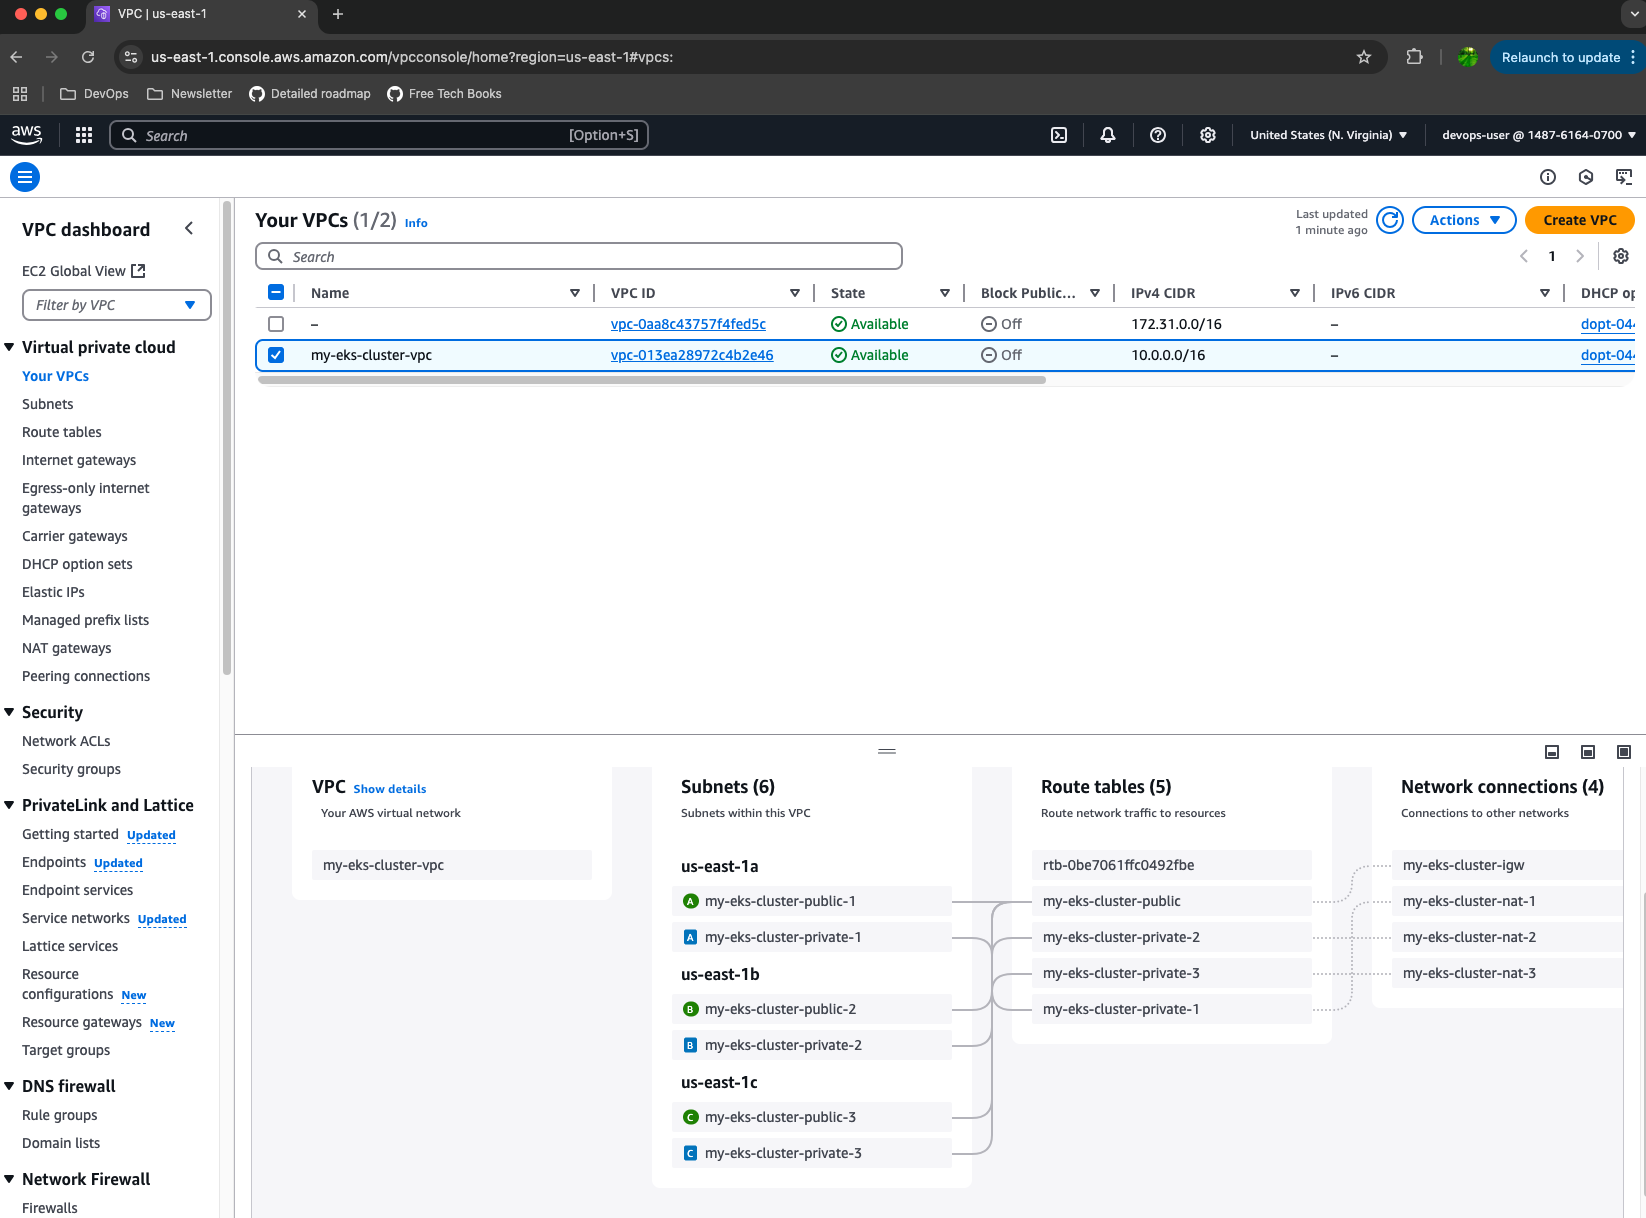 VPC | us-east-1
us-east-1.console.aws.amazon.com/vpcconsole/home?region=us-east-1#vpcs:
Relaunch to update
DevOps
Newsletter
Detailed roadmap
Free Tech Books
aws
Search
[Option+S]
United States (N. Virginia)
devops-user @ 1487-6164-0700
VPC dashboard
EC2 Global View
Filter by VPC
Virtual private cloud
Your VPCs
Subnets
Route tables
Internet gateways
Egress-only internet
gateways
Carrier gateways
DHCP option sets
Elastic IPs
Managed prefix lists
NAT gateways
Peering connections
Security
Network ACLs
Security groups
PrivateLink and Lattice
Getting started Updated
Endpoints Updated
Endpoint services
Service networks Updated
Lattice services
Resource
configurations New
Resource gateways New
Target groups
DNS firewall
Rule groups
Domain lists
Network Firewall
Firewalls
Your VPCs (1/2) Info
Last updated
1 minute ago
Actions
Create VPC
Search
1
Name VPC ID State Block Public... IPv4 CIDR IPv6 CIDR DHCP op
– vpc-0aa8c43757f4fed5c Available Off 172.31.0.0/16 – dopt-044
my-eks-cluster-vpc vpc-013ea28972c4b2e46 Available Off 10.0.0.0/16 – dopt-044
VPC Show details
Your AWS virtual network
my-eks-cluster-vpc
Subnets (6)
Subnets within this VPC
us-east-1a
A my-eks-cluster-public-1
A my-eks-cluster-private-1
us-east-1b
B my-eks-cluster-public-2
B my-eks-cluster-private-2
us-east-1c
C my-eks-cluster-public-3
C my-eks-cluster-private-3
Route tables (5)
Route network traffic to resources
rtb-0be7061ffc0492fbe
my-eks-cluster-public
my-eks-cluster-private-2
my-eks-cluster-private-3
my-eks-cluster-private-1
Network connections (4)
Connections to other networks
my-eks-cluster-igw
my-eks-cluster-nat-1
my-eks-cluster-nat-2
my-eks-cluster-nat-3